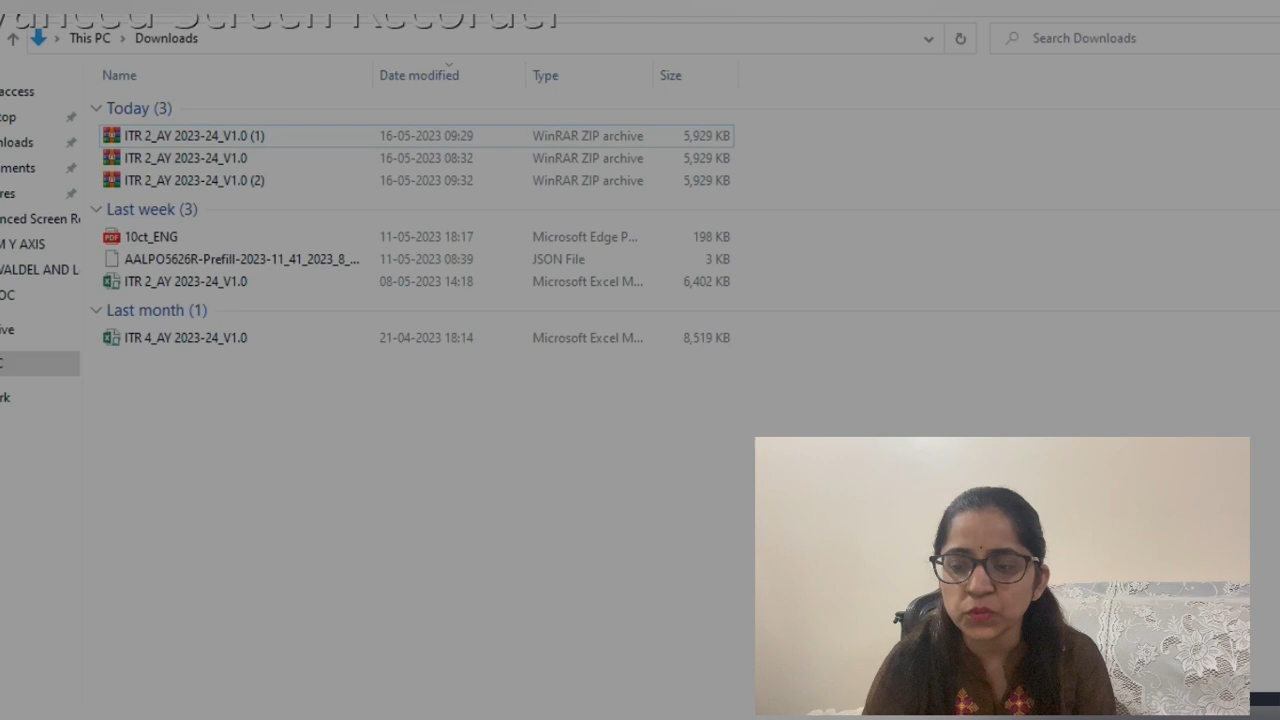 Screen Recorder
This PC > Downloads
Search Downloads
Name Date modified Type Size
Today (3)
ITR 2_AY 2023-24_V1.0 (1) 16-05-2023 09:29 WinRAR ZIP archive 5,929 KB
ITR 2_AY 2023-24_V1.0 16-05-2023 08:32 WinRAR ZIP archive 5,929 KB
ITR 2_AY 2023-24_V1.0 (2) 16-05-2023 09:32 WinRAR ZIP archive 5,929 KB
Last week (3)
10ct_ENG 11-05-2023 18:17 Microsoft Edge P... 198 KB
AALPO5626R-Prefill-2023-11_41_2023_8_... 11-05-2023 08:39 JSON File 3 KB
ITR 2_AY 2023-24_V1.0 08-05-2023 14:18 Microsoft Excel M... 6,402 KB
Last month (1)
ITR 4_AY 2023-24_V1.0 21-04-2023 18:14 Microsoft Excel M... 8,519 KB
access
op
nloads
ments
res
nced Screen Re
M Y AXIS
WALDEL AND L
OC
ive
C
rk
PDF